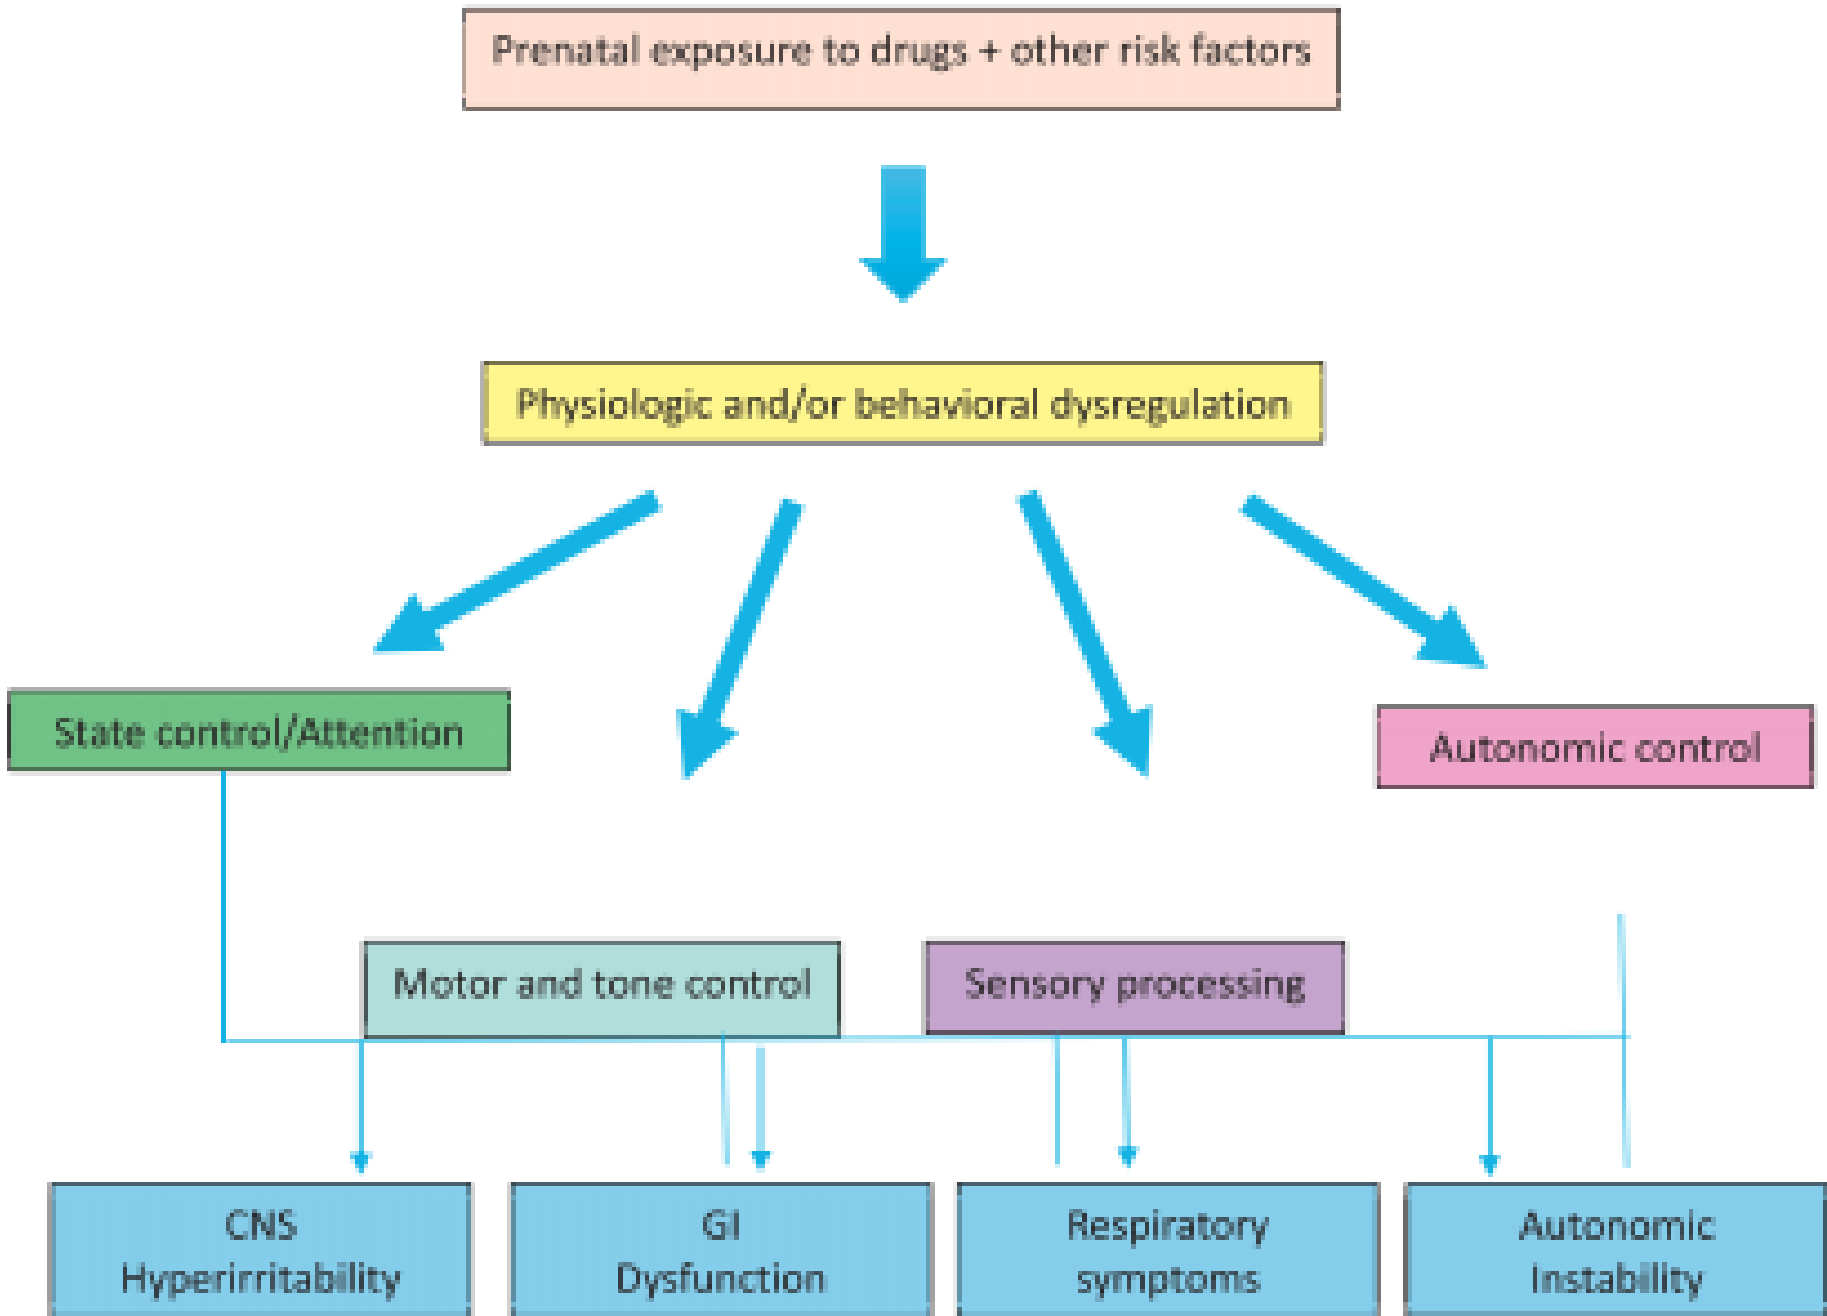 Prenatal exposure to drugs + other risk factors
Physiologic and/or behavioral dysregulation
State control/Attention
Autonomic control
Motor and tone control
Sensory processing
CNS
Hyperirritability
GI
Dysfunction
Respiratory
symptoms
Autonomic
Instability